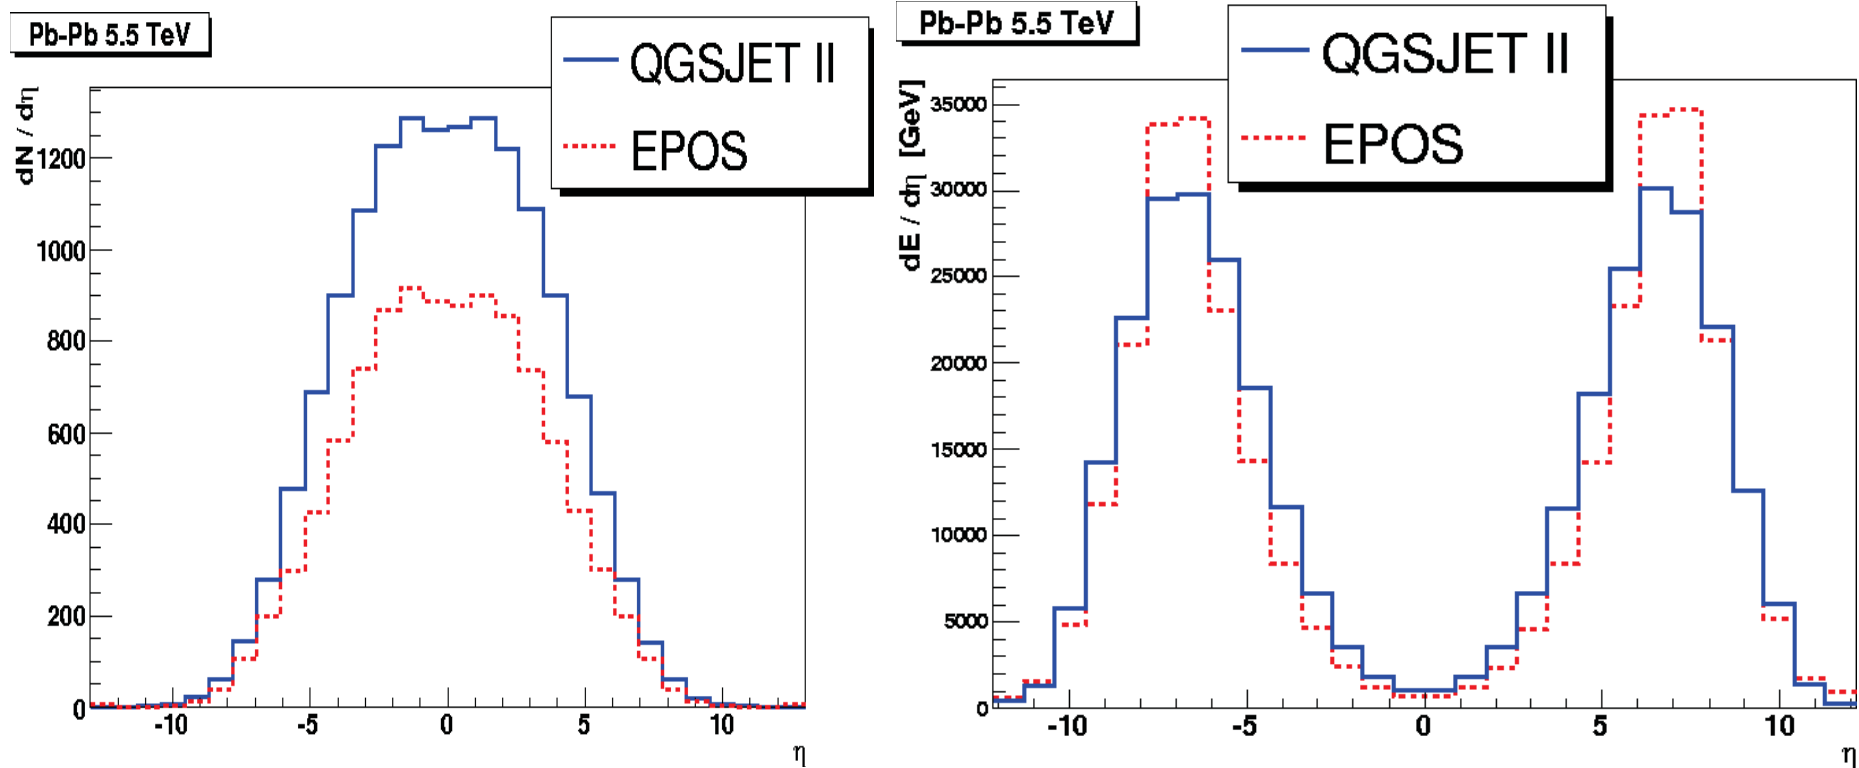 Pb-Pb 5.5 TeV
QGSJET II
EPOS
dN / dη
1200
1000
800
600
400
200
0
-10 -5 0 5 10
η
Pb-Pb 5.5 TeV
QGSJET II
EPOS
dE / dη [GeV]
35000
30000
25000
20000
15000
10000
5000
0
-10 -5 0 5 10
η